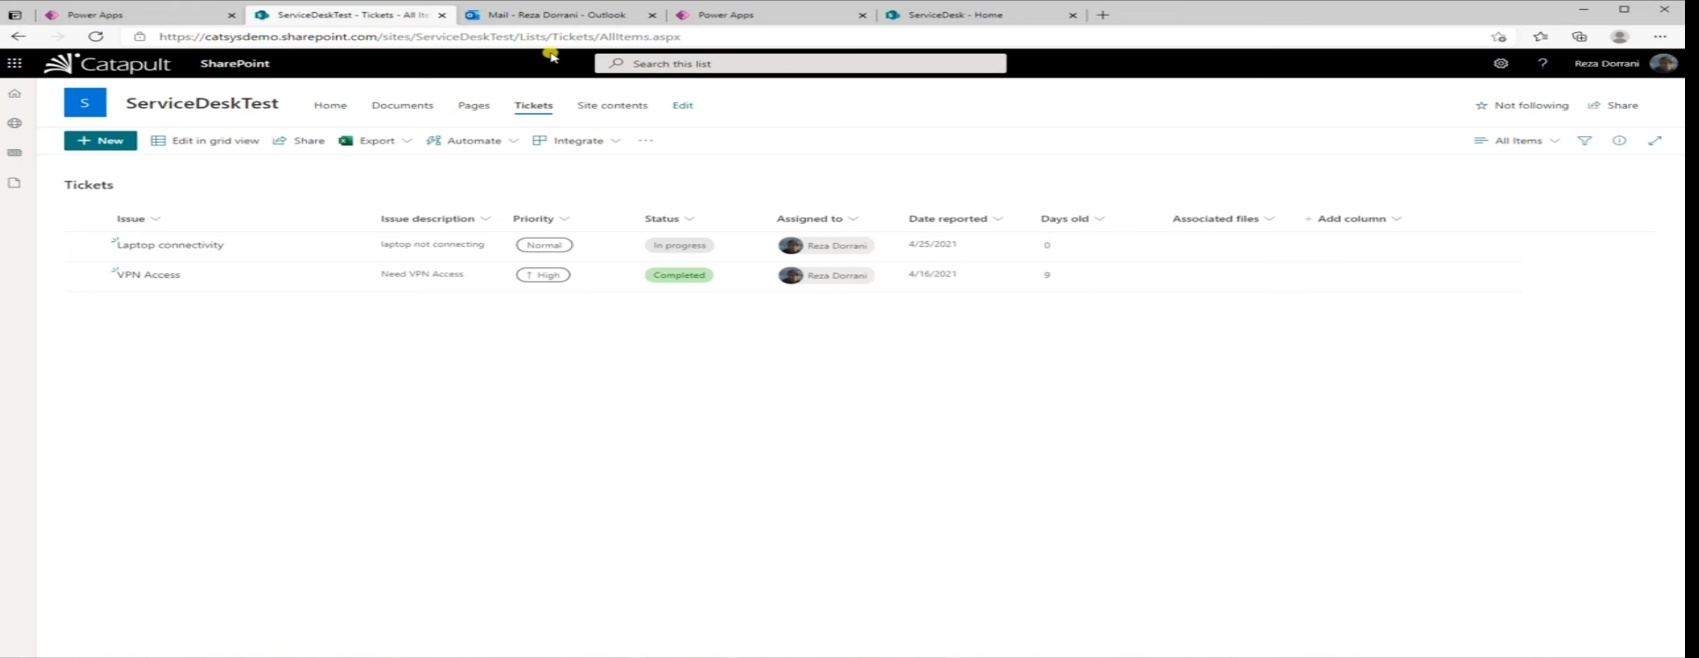 Power Apps
ServiceDeskTest - Tickets - All Ite
Mail - Reza Dorrani - Outlook
Power Apps
ServiceDesk - Home
https://catsysdemo.sharepoint.com/sites/ServiceDeskTest/Lists/Tickets/AllItems.aspx
Catapult
SharePoint
Search this list
Reza Dorrani
S
ServiceDeskTest
Home
Documents
Pages
Tickets
Site contents
Edit
Not following
Share
+ New
Edit in grid view
Share
Export
Automate
Integrate
All Items
Tickets
Issue
Issue description
Priority
Status
Assigned to
Date reported
Days old
Associated files
+ Add column
Laptop connectivity
laptop not connecting
Normal
In progress
Reza Dorrani
4/25/2021
0
VPN Access
Need VPN Access
↑ High
Completed
Reza Dorrani
4/16/2021
9